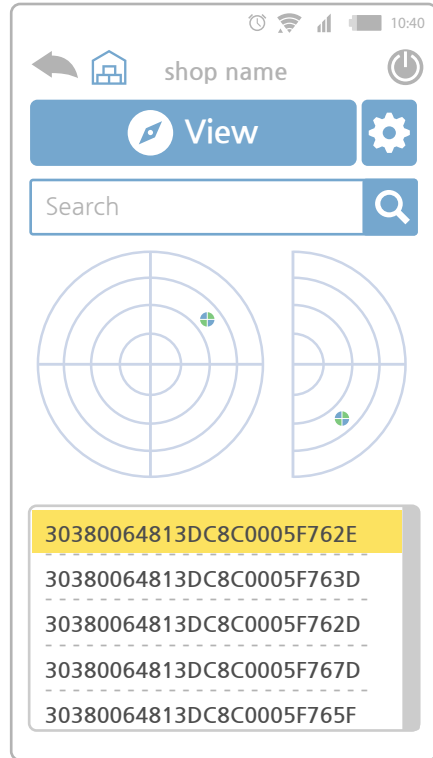 10:40
shop name
View
Search
30380064813DC8C0005F762E
30380064813DC8C0005F763D
30380064813DC8C0005F762D
30380064813DC8C0005F767D
30380064813DC8C0005F765F